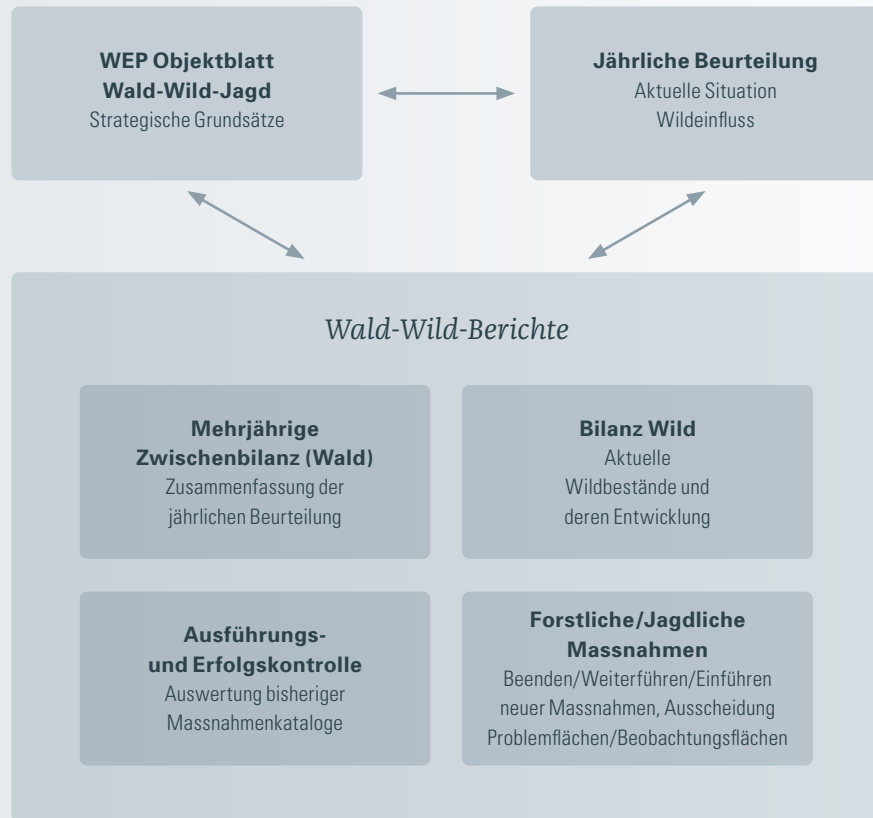 WEP Objektblatt
Wald-Wild-Jagd
Strategische Grundsätze
Jährliche Beurteilung
Aktuelle Situation
Wildeinfluss
Wald-Wild-Berichte
Mehrjährige
Zwischenbilanz (Wald)
Zusammenfassung der
jährlichen Beurteilung
Bilanz Wild
Aktuelle
Wildbestände und
deren Entwicklung
Ausführungs-
und Erfolgskontrolle
Auswertung bisheriger
Massnahmenkataloge
Forstliche/Jagdliche
Massnahmen
Beenden/Weiterführen/Einführen
neuer Massnahmen, Ausscheidung
Problemflächen/Beobachtungsflächen